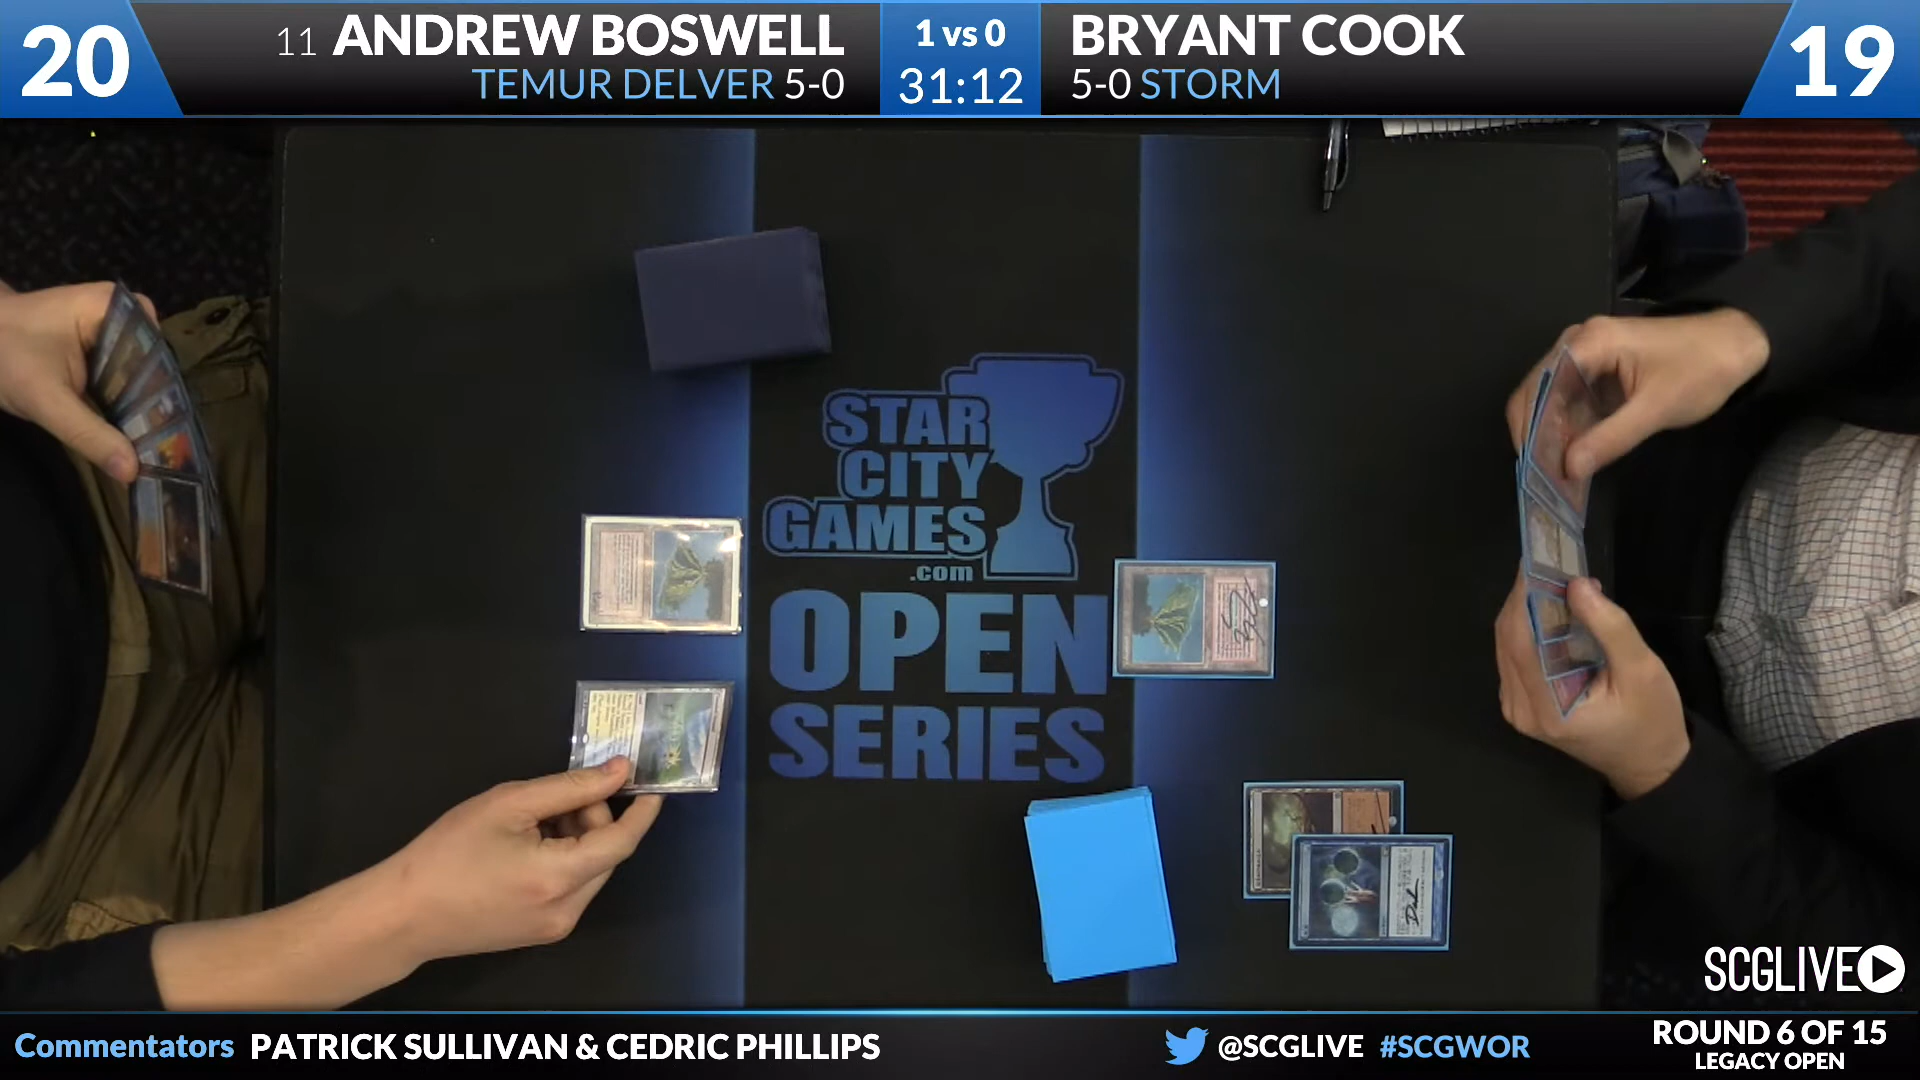 20
11 ANDREW BOSWELL
TEMUR DELVER 5-0
1 vs 0
31:12
BRYANT COOK
5-0 STORM
19
STAR
CITY
GAMES
.com
OPEN
SERIES
SCGLIVE
Commentators PATRICK SULLIVAN & CEDRIC PHILLIPS
@SCGLIVE #SCGWOR
ROUND 6 OF 15
LEGACY OPEN